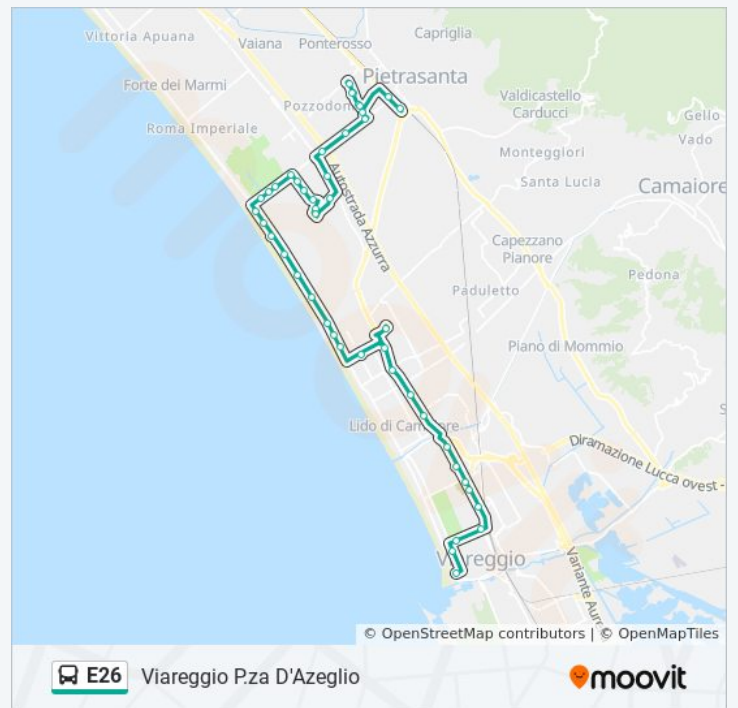 Vittoria Apuana
Vaiana
Ponterosso
Capriglia
Forte dei Marmi
Pietrasanta
Pozzodon
Valdicastello
Carducci
Gello
Roma Imperiale
Vado
Monteggiori
Santa Lucia
Camaiore
Autostrada Azzurra
Capezzano
Pianore
Pedona
Paduletto
Piano di Mommio
Lido di Camaiore
Diramazione Lucca ovest -
Viareggio
Variante Aure
© OpenStreetMap contributors | © OpenMapTiles
E26 Viareggio P.za D'Azeglio
moovit